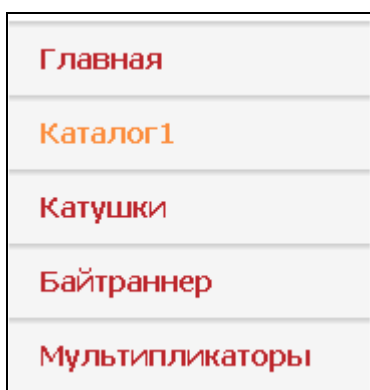 Главная
Каталог1
Катушки
Байтраннер
Мультипликаторы